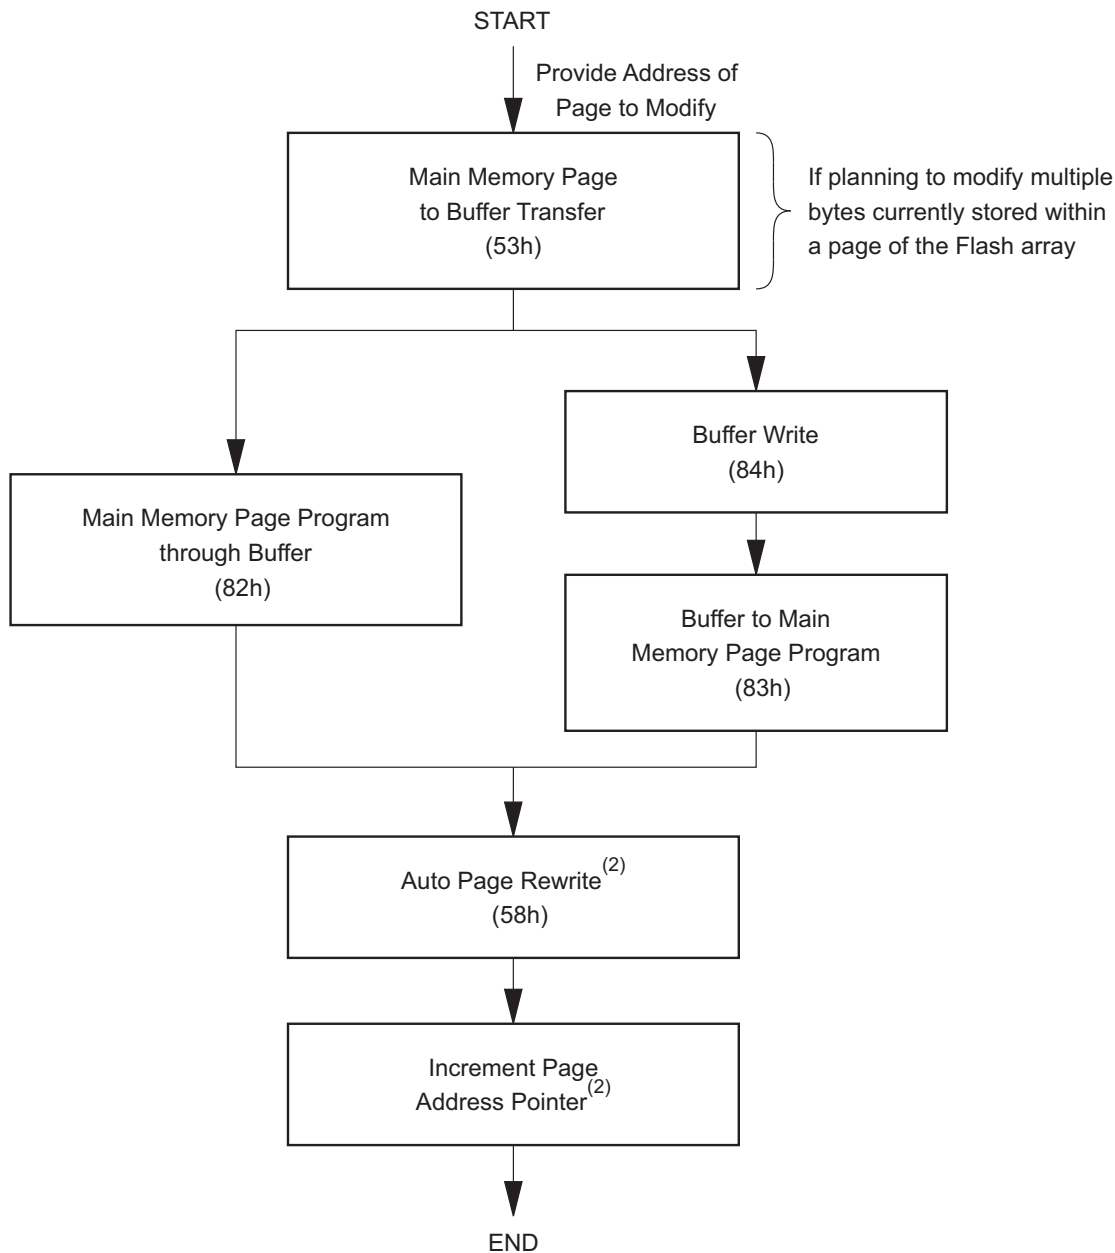 START
Provide Address of
Page to Modify
Main Memory Page
to Buffer Transfer
(53h)
If planning to modify multiple
bytes currently stored within
a page of the Flash array
Buffer Write
(84h)
Main Memory Page Program
through Buffer
(82h)
Buffer to Main
Memory Page Program
(83h)
Auto Page Rewrite(2)
(58h)
Increment Page
Address Pointer(2)
END